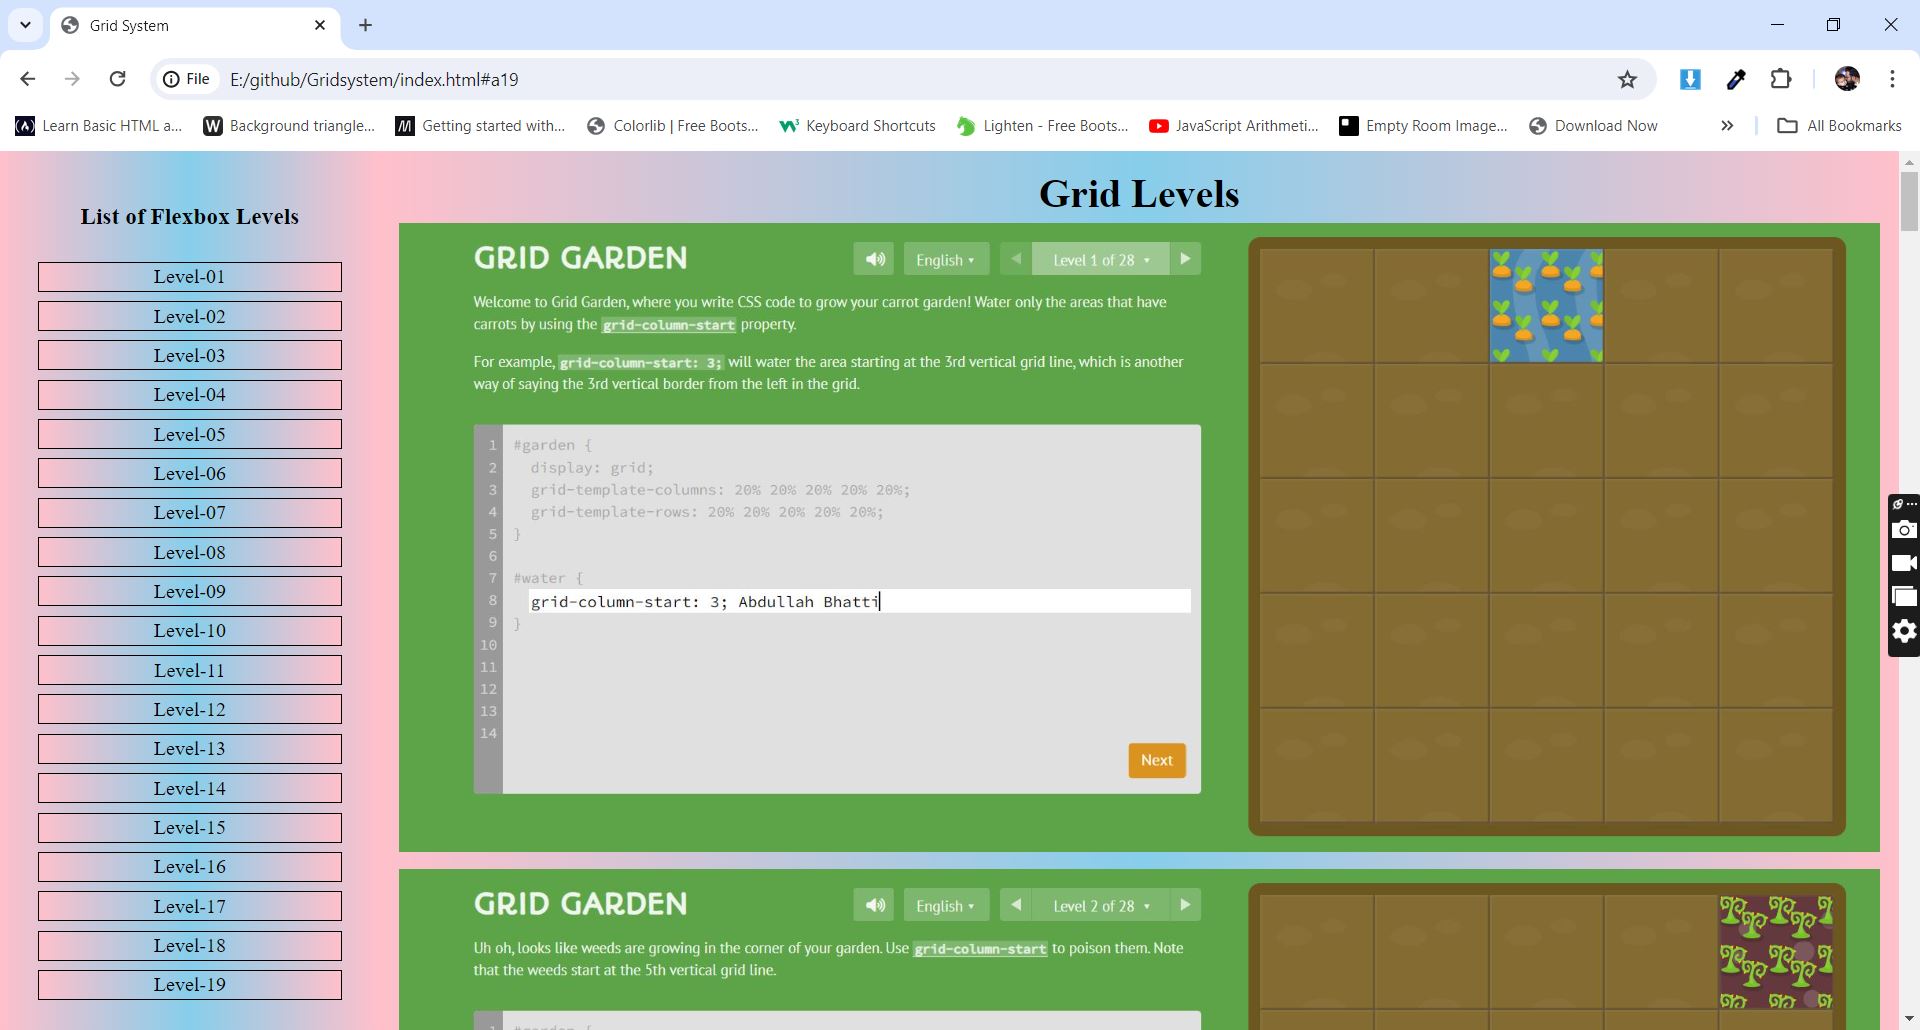 Grid System
File
E:/github/Gridsystem/index.html#a19
Learn Basic HTML a...
Background triangle...
Getting started with...
Colorlib | Free Boots...
Keyboard Shortcuts
Lighten - Free Boots...
JavaScript Arithmeti...
Empty Room Image...
Download Now
All Bookmarks
List of Flexbox Levels
Level-01
Level-02
Level-03
Level-04
Level-05
Level-06
Level-07
Level-08
Level-09
Level-10
Level-11
Level-12
Level-13
Level-14
Level-15
Level-16
Level-17
Level-18
Level-19
Grid Levels
GRID GARDEN
English
Level 1 of 28
Welcome to Grid Garden, where you write CSS code to grow your carrot garden! Water only the areas that have
carrots by using the grid-column-start property.
For example, grid-column-start: 3; will water the area starting at the 3rd vertical grid line, which is another
way of saying the 3rd vertical border from the left in the grid.
1 #garden {
2 display: grid;
3 grid-template-columns: 20% 20% 20% 20% 20%;
4 grid-template-rows: 20% 20% 20% 20% 20%;
5 }
6
7 #water {
8 grid-column-start: 3; Abdullah Bhatti
9 }
10
11
12
13
14
Next
GRID GARDEN
English
Level 2 of 28
Uh oh, looks like weeds are growing in the corner of your garden. Use grid-column-start to poison them. Note
that the weeds start at the 5th vertical grid line.
1 #garden {